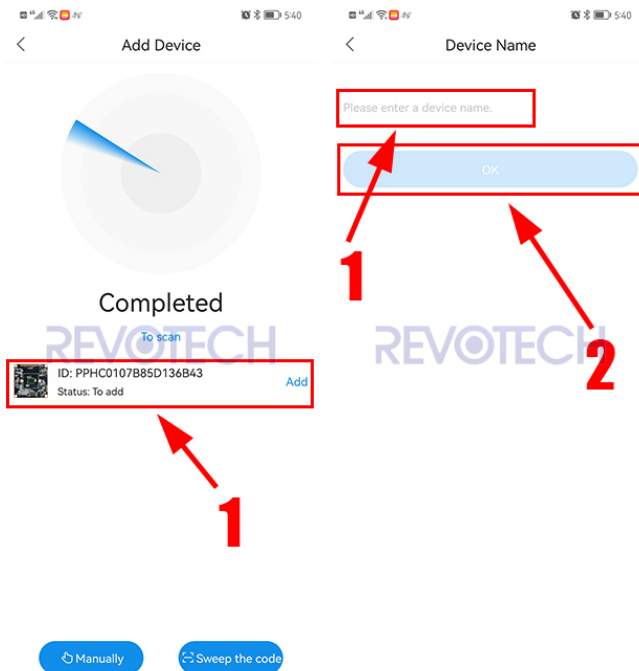 5:40
Add Device
Completed
To scan
REVOTECH
ID: PPHC0107B85D136B43
Status: To add
Add
1
Manually
Sweep the code
5:40
Device Name
Please enter a device name.
OK
1
2
REVOTECH